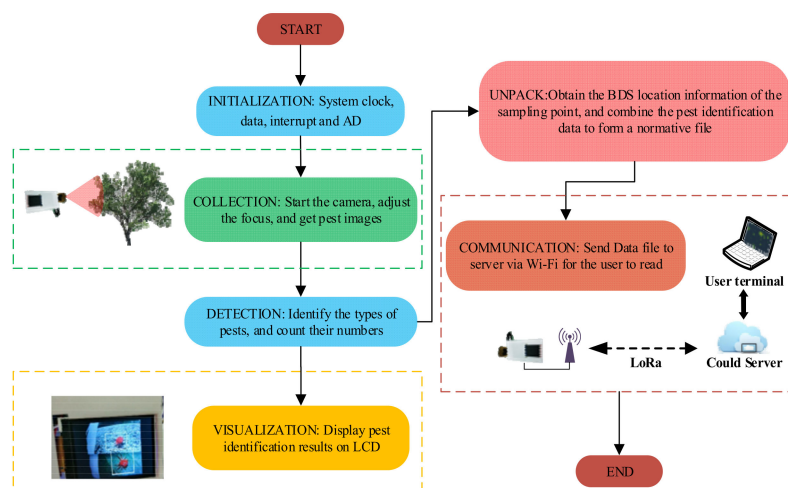 START
INITIALIZATION: System clock,
data, interrupt and AD
COLLECTION: Start the camera, adjust
the focus, and get pest images
DETECTION: Identify the types of
pests, and count their numbers
VISUALIZATION: Display pest
identification results on LCD
UNPACK:Obtain the BDS location information of the
sampling point, and combine the pest identification
data to form a normative file
COMMUNICATION: Send Data file to
server via Wi-Fi for the user to read
User terminal
LoRa
Could Server
END